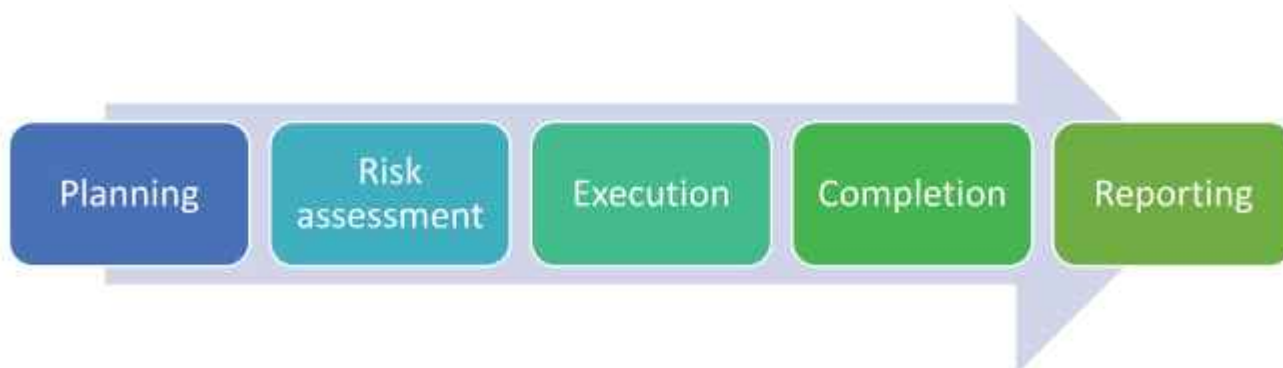 Planning
Risk
assessment
Execution
Completion
Reporting